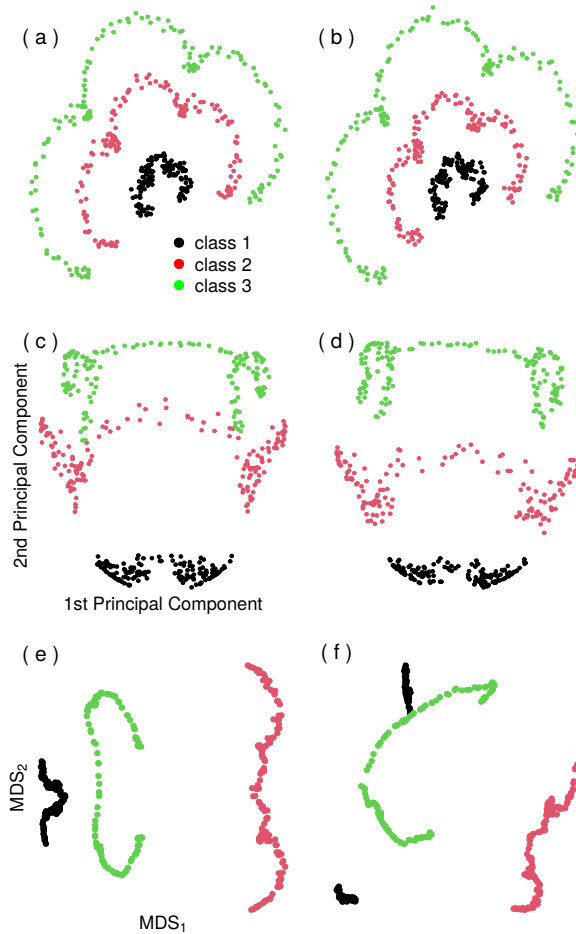 ( a )
( b )
class 1
class 2
class 3
( c )
( d )
2nd Principal Component
1st Principal Component
( e )
( f )
MDS₂
MDS₁